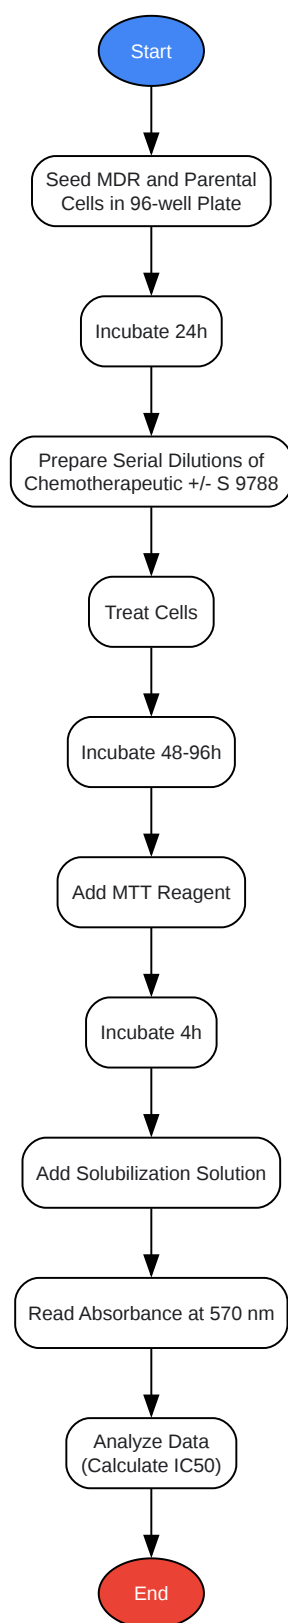 Start
Seed MDR and Parental
Cells in 96-well Plate
Incubate 24h
Prepare Serial Dilutions of
Chemotherapeutic +/- S 9788
Treat Cells
Incubate 48-96h
Add MTT Reagent
Incubate 4h
Add Solubilization Solution
Read Absorbance at 570 nm
Analyze Data
(Calculate IC50)
End